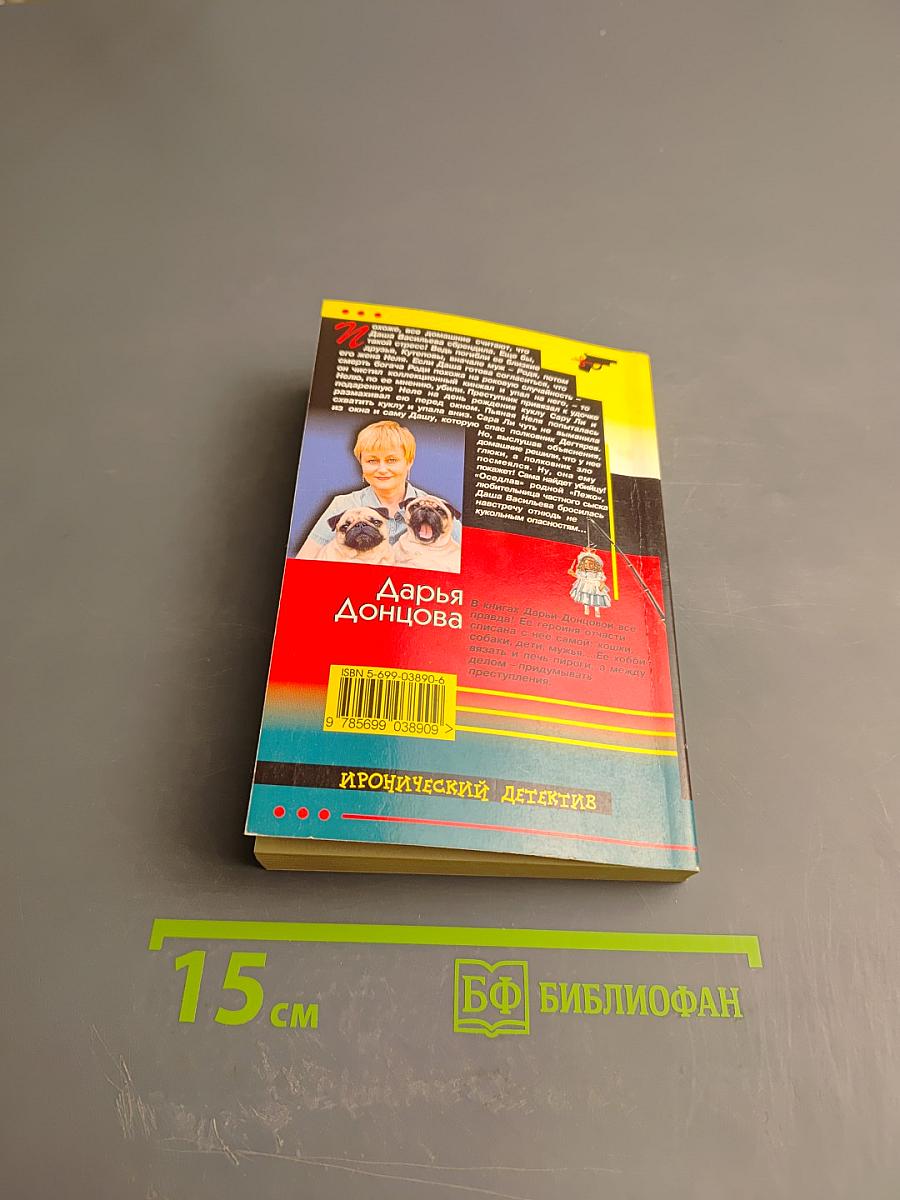 Похоже, все домашние считают, что
Даша Васильева сбрендила. Еще бы,
такой стресс! Ведь погибли ее близкие
друзья, Кутеповы, вначале муж – Родя, потом
его жена Неля. Если Даша готова согласиться, что
смерть богача Роди похожа на роковую случайность –
он чистил коллекционный кинжал и упал на него, – то
Нелю, по ее мнению, убили. Преступник привязал к удочке
подаренную Неле на день рождения куклу Сару Ли и
размахивал ею перед окном. Пьяная Неля попыталась
схватить куклу и упала вниз. Сара Ли чуть не выманила
из окна и саму Дашу, которую спас полковник Дегтярев.
Но, выслушав объяснения,
домашние решили, что у нее
глюки, а полковник зло
посмеялся. Ну, она ему
покажет! Сама найдет убийцу!
«Оседлав» родной «Пежо»,
любительница частного сыска
Даша Васильева бросилась
навстречу отнюдь не
кукольным опасностям...
Дарья
Донцова
В книгах Дарьи Донцовой все
правда! Ее героиня отчасти
списана с нее самой: кошки,
собаки, дети, мужья... Ее хобби
вязать и печь пироги, а между
делом – придумывать
преступления.
ISBN 5-699-03890-6
9 785699 038909 >
ИРОНИЧЕСКИЙ ДЕТЕКТИВ
15 см
БФ БИБЛИОФАН